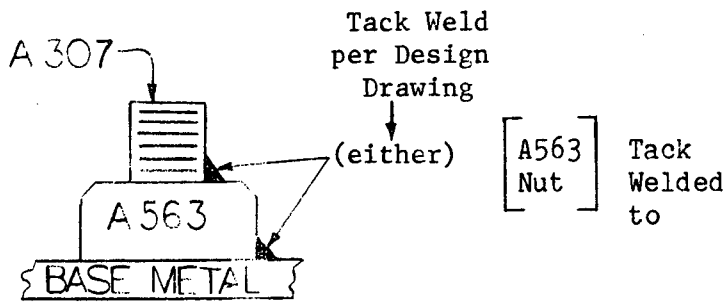 Tack Weld
per Design
Drawing
A 307
(either)
A563
Nut
Tack
Welded
to
A 563
BASE METAL